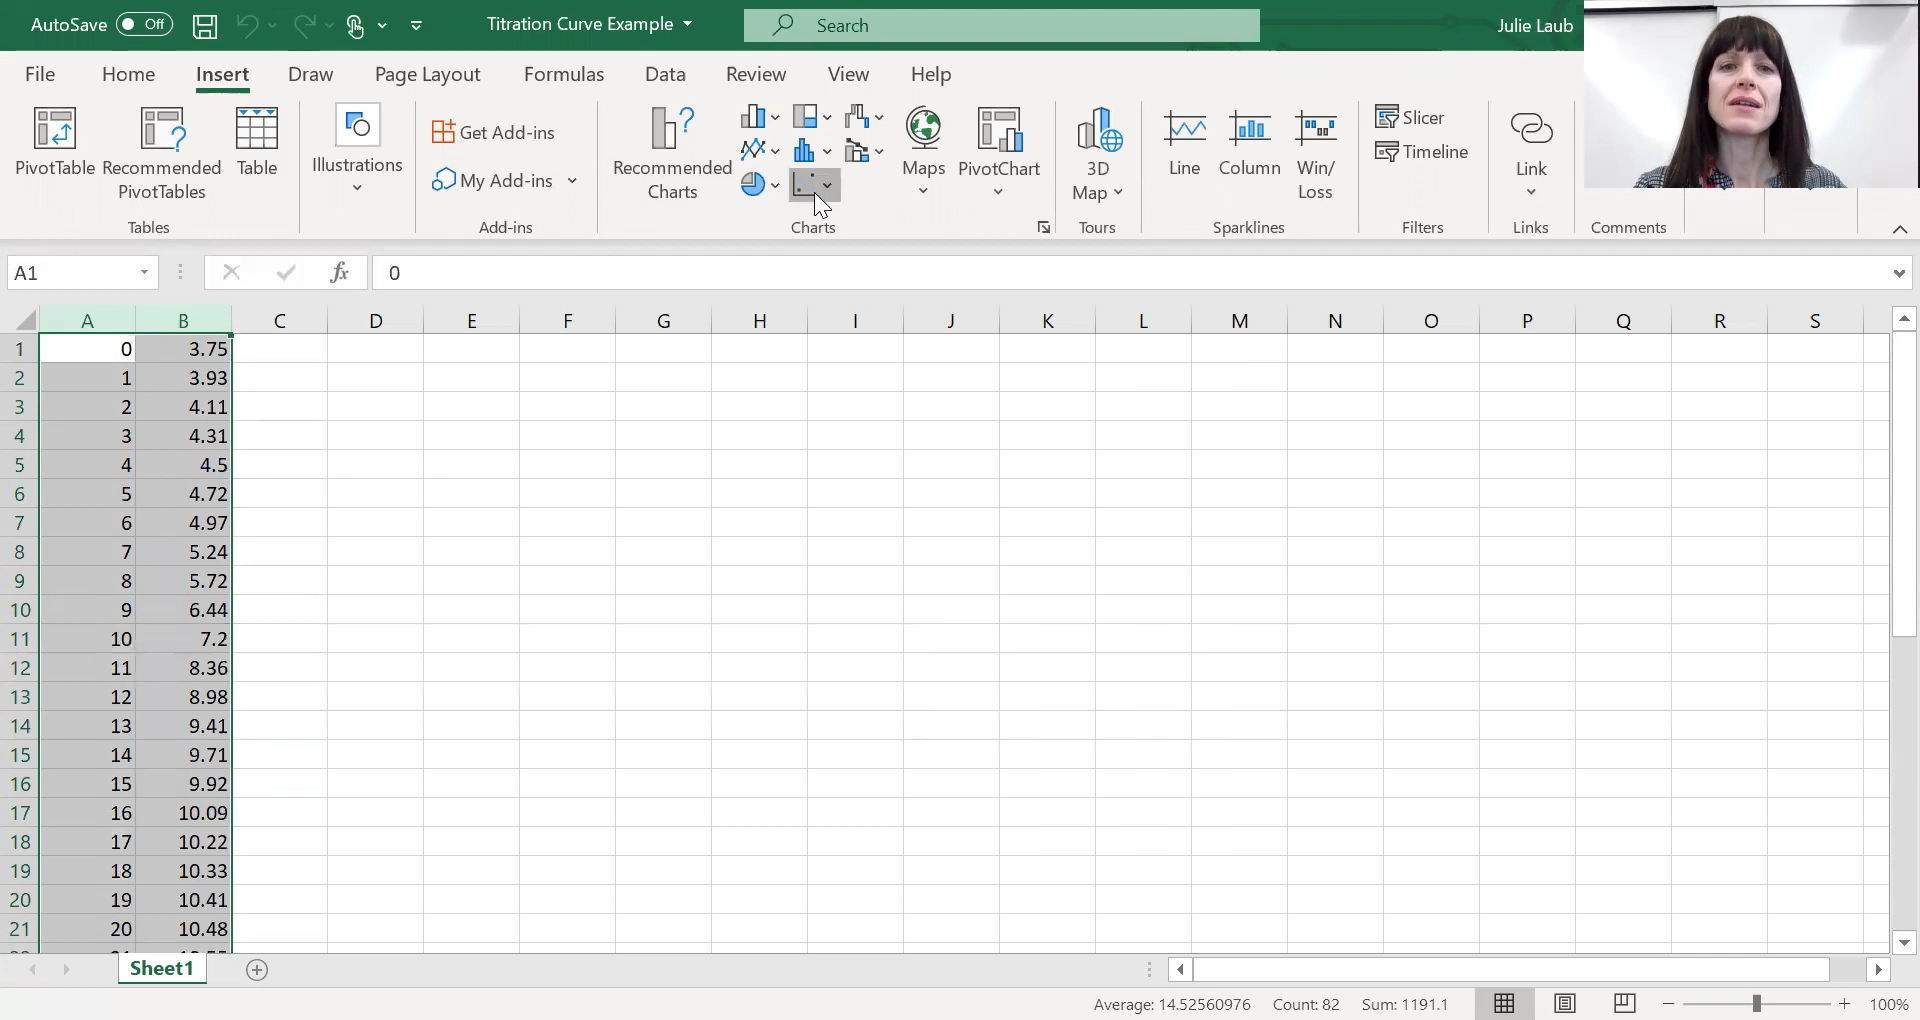 AutoSave Off Titration Curve Example Search Julie Laub
File Home Insert Draw Page Layout Formulas Data Review View Help
PivotTable Recommended PivotTables Table Illustrations Get Add-ins My Add-ins Recommended Charts Maps PivotChart 3D Map Line Column Win/Loss Slicer Timeline Link
Tables Add-ins Charts Tours Sparklines Filters Links Comments
A1 fx 0
A B C D E F G H I J K L M N O P Q R S
1 0 3.75
2 1 3.93
3 2 4.11
4 3 4.31
5 4 4.5
6 5 4.72
7 6 4.97
8 7 5.24
9 8 5.72
10 9 6.44
11 10 7.2
12 11 8.36
13 12 8.98
14 13 9.41
15 14 9.71
16 15 9.92
17 16 10.09
18 17 10.22
19 18 10.33
20 19 10.41
21 20 10.48
Sheet1
Average: 14.52560976 Count: 82 Sum: 1191.1 100%